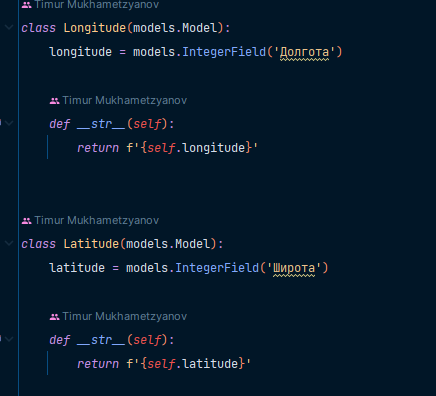 Timur Mukhametzyanov
class Longitude(models.Model):
longitude = models.IntegerField('Долгота')
Timur Mukhametzyanov
def __str__(self):
return f'{self.longitude}'
Timur Mukhametzyanov
class Latitude(models.Model):
latitude = models.IntegerField('Широта')
Timur Mukhametzyanov
def __str__(self):
return f'{self.latitude}'